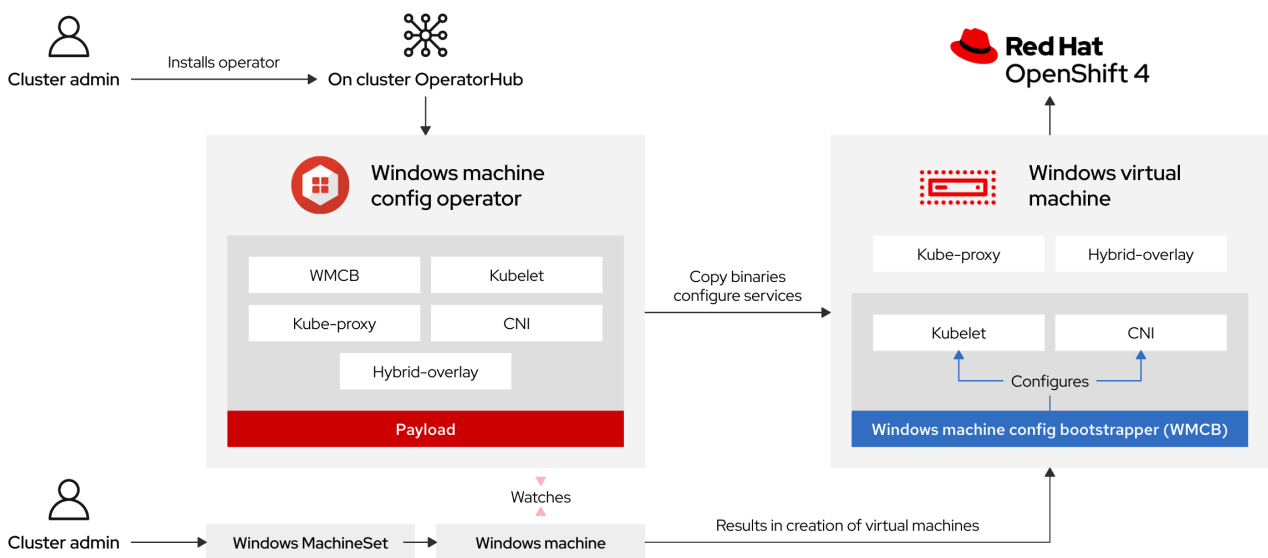 Cluster admin
Installs operator
On cluster OperatorHub
Red Hat
OpenShift 4
Windows machine
config operator
WMCB
Kubelet
Kube-proxy
CNI
Hybrid-overlay
Payload
Copy binaries
configure services
Windows virtual
machine
Kube-proxy
Hybrid-overlay
Kubelet
CNI
Configures
Windows machine config bootstrapper (WMCB)
Watches
Cluster admin
Windows MachineSet
Windows machine
Results in creation of virtual machines